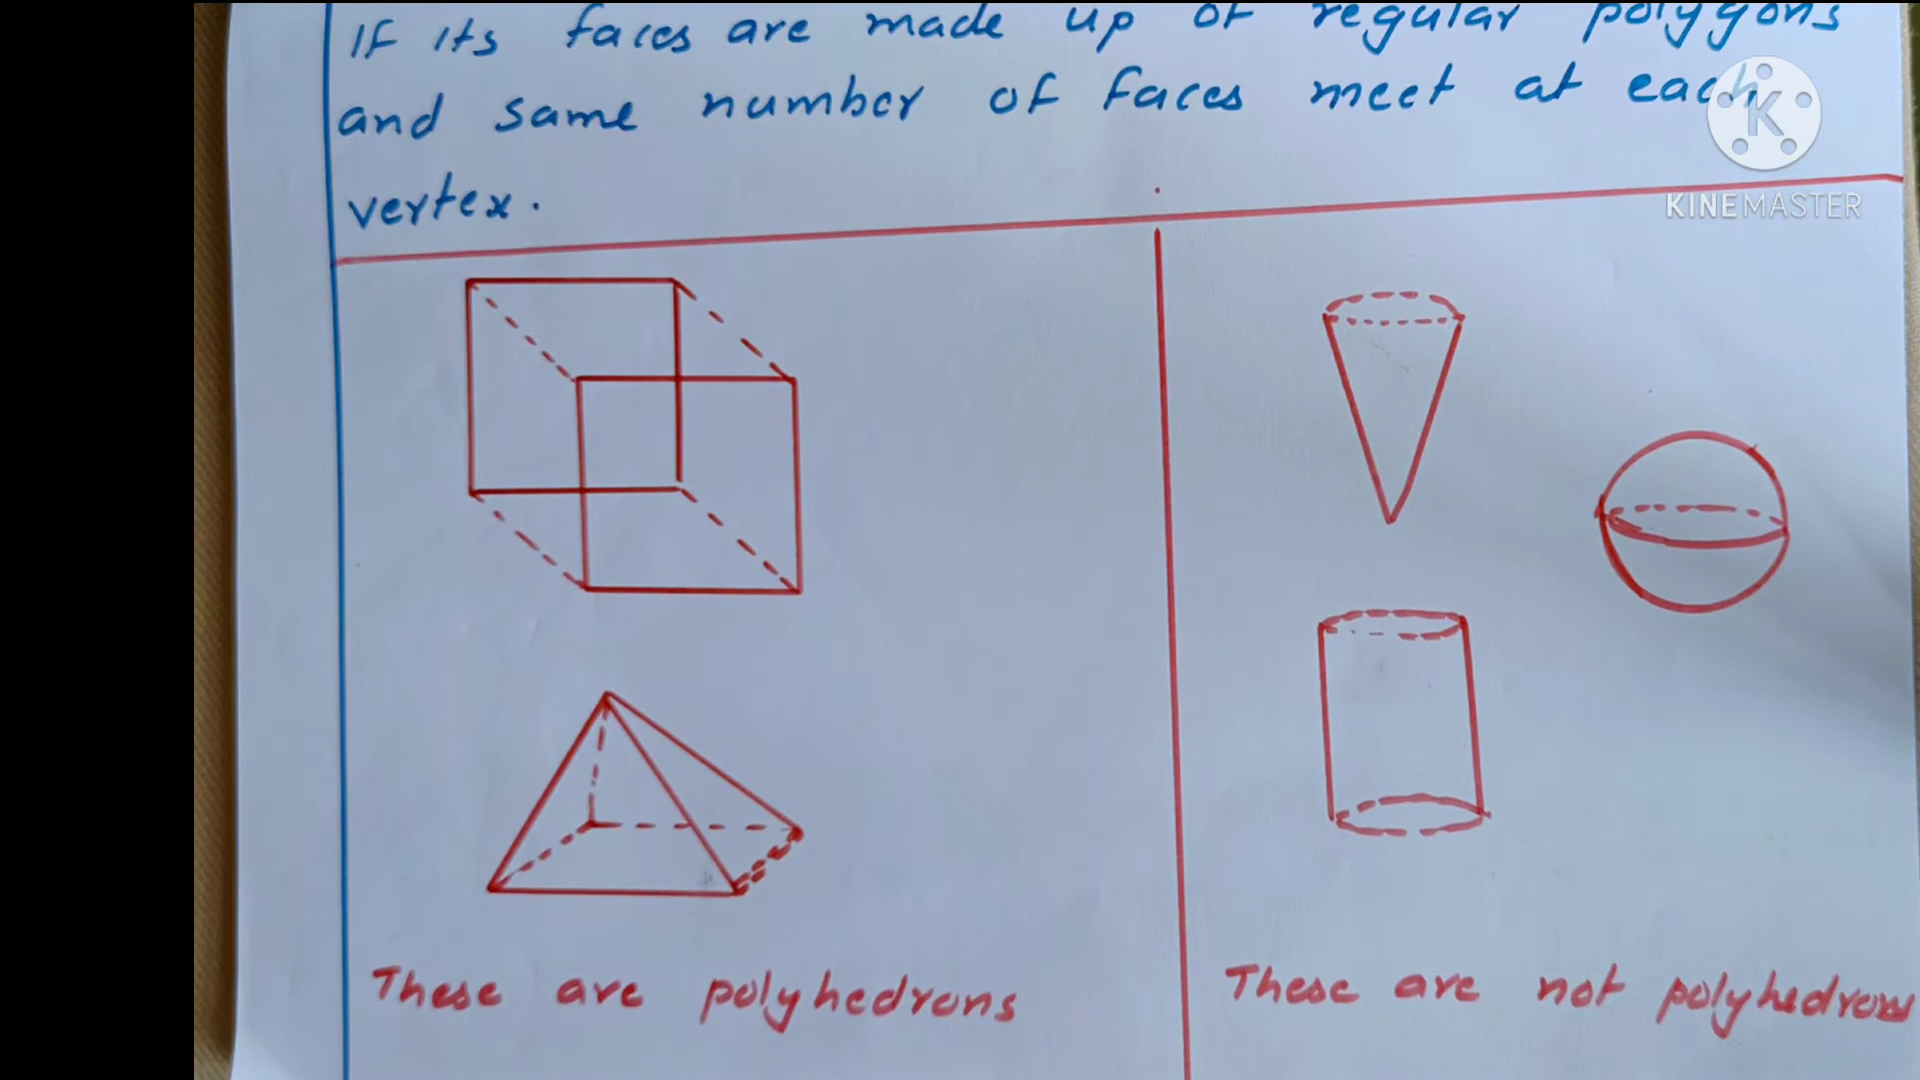 If its faces are made up of regular polygons
and same number of faces meet at each
vertex.
K
KINEMASTER
These are polyhedrons
These are not polyhedrons